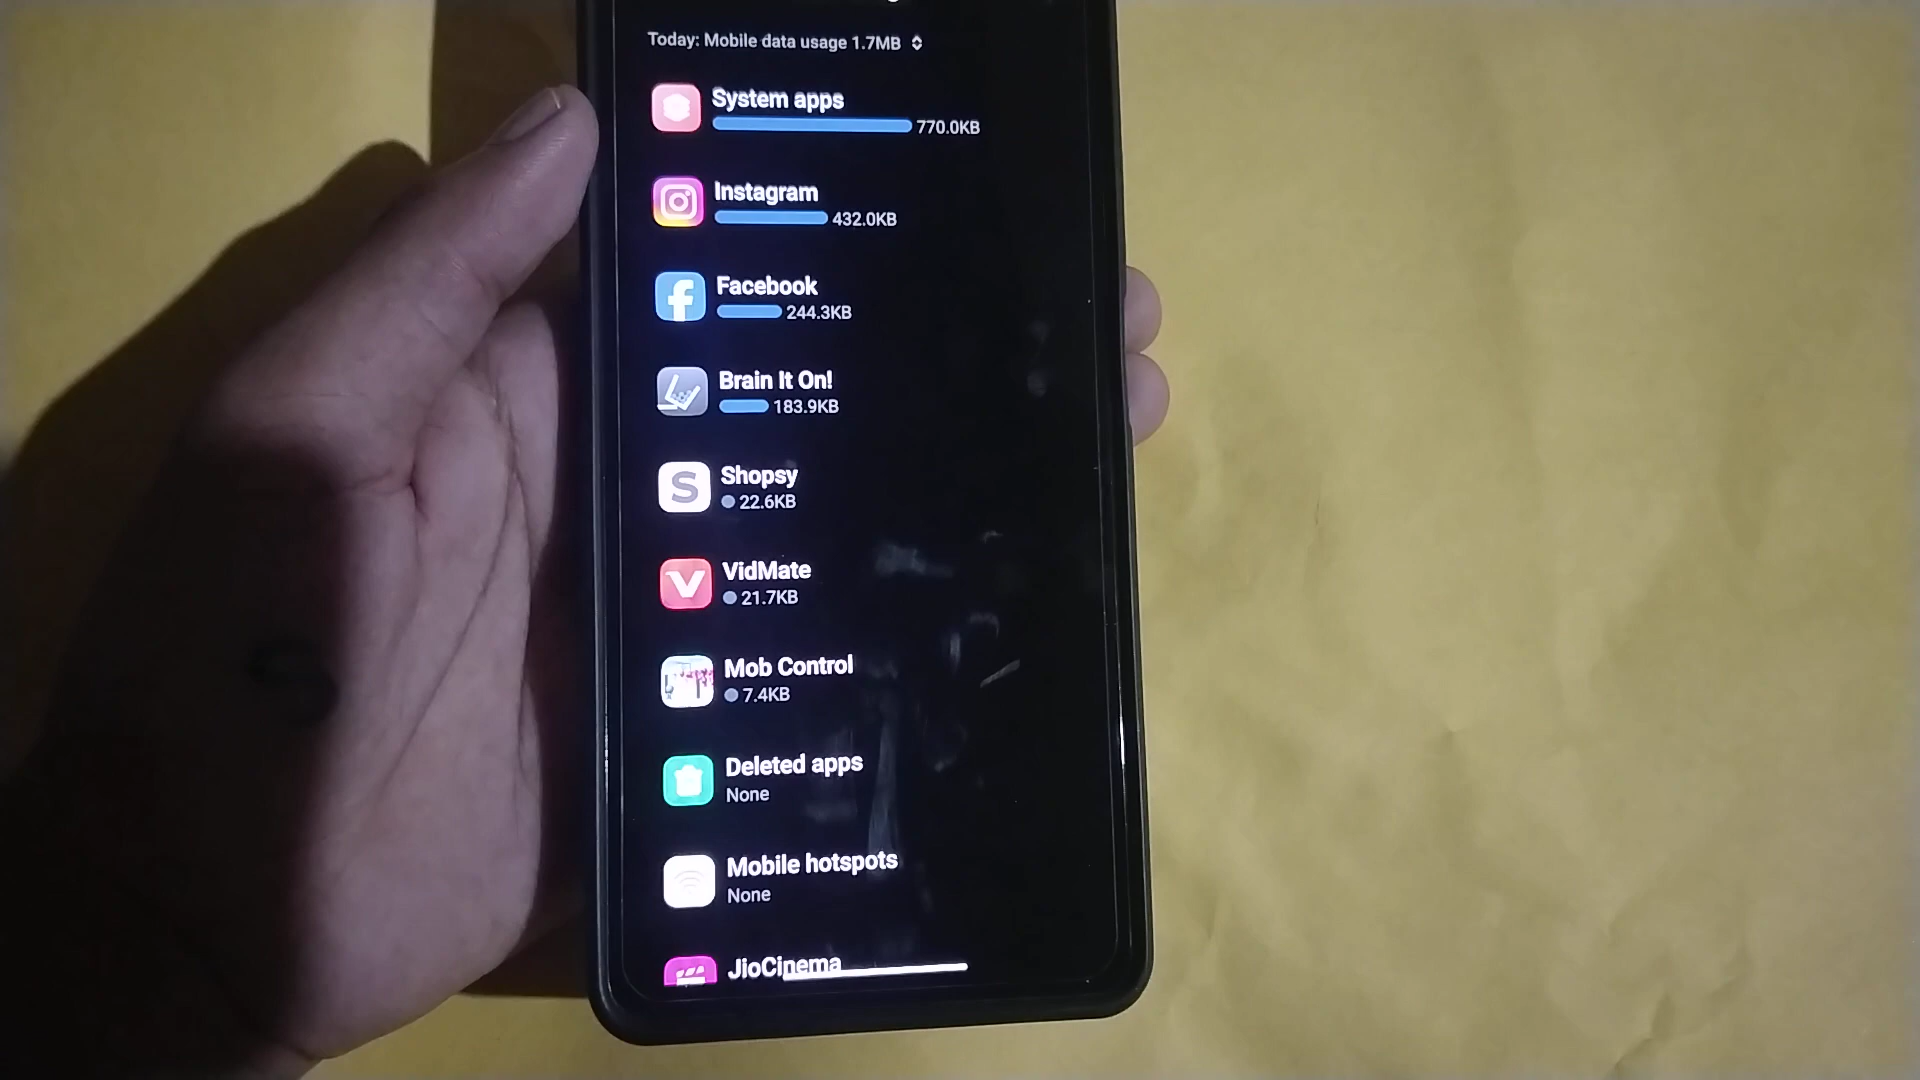 Today: Mobile data usage 1.7MB
System apps
770.0KB
Instagram
432.0KB
Facebook
244.3KB
Brain It On!
183.9KB
S
Shopsy
22.6KB
VidMate
21.7KB
Mob Control
7.4KB
Deleted apps
None
Mobile hotspots
None
JioCinema